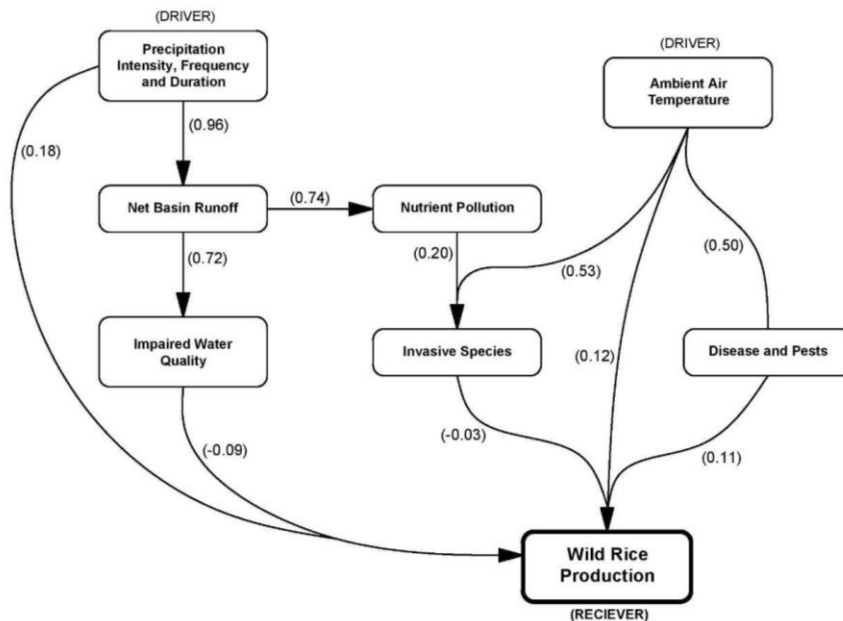 (DRIVER)
Precipitation
Intensity, Frequency
and Duration
(DRIVER)
Ambient Air
Temperature
(0.96)
(0.18)
Net Basin Runoff
(0.74)
Nutrient Pollution
(0.72)
(0.20)
(0.53)
(0.50)
Impaired Water
Quality
Invasive Species
(0.12)
Disease and Pests
(-0.09)
(-0.03)
(0.11)
Wild Rice
Production
(RECIEVER)